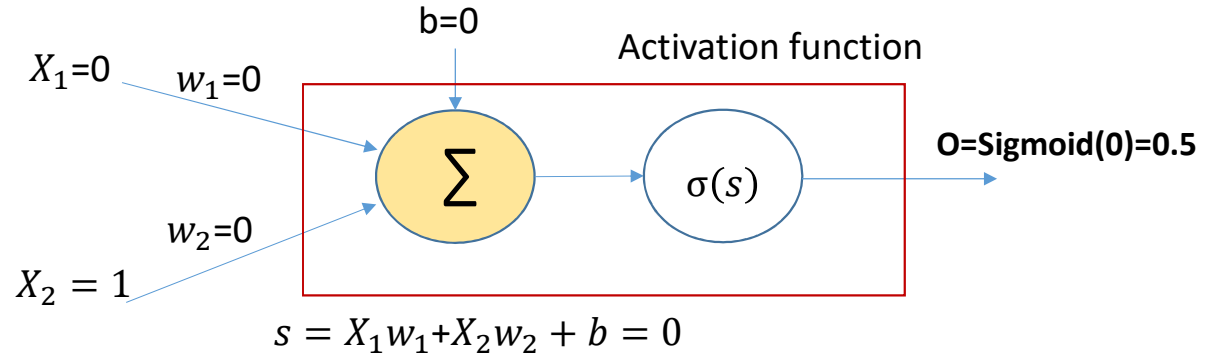 b=0
Activation function
X₁=0
w₁=0
∑
σ(s)
O=Sigmoid(0)=0.5
w₂=0
X₂ = 1
s = X₁w₁+X₂w₂ + b = 0